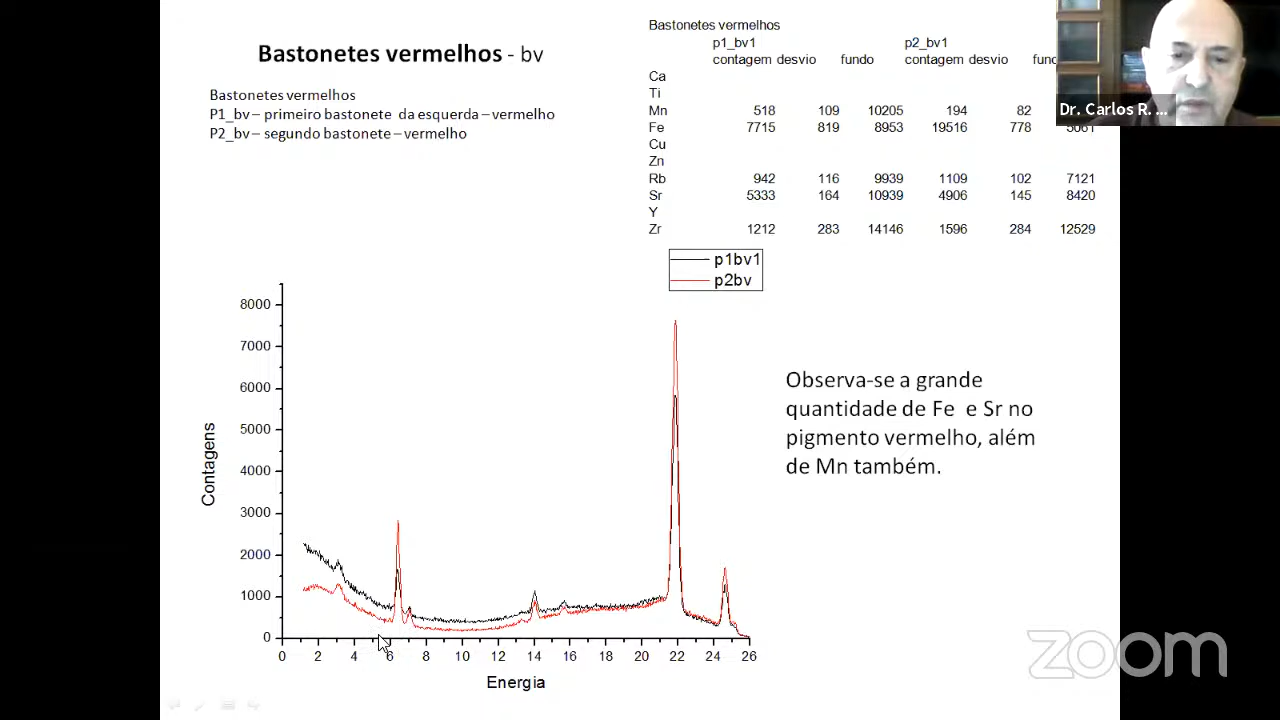 Bastonetes vermelhos - bv
Bastonetes vermelhos
P1_bv – primeiro bastonete da esquerda – vermelho
P2_bv – segundo bastonete – vermelho
Bastonetes vermelhos
p1_bv1 p2_bv1
contagem desvio fundo contagem desvio
Ca
Ti
Mn 518 109 10205 194 82
Fe 7715 819 8953 19516 778 5061
Cu
Zn
Rb 942 116 9939 1109 102 7121
Sr 5333 164 10939 4906 145 8420
Y
Zr 1212 283 14146 1596 284 12529
Dr. Carlos R. ...
p1bv1
p2bv
8000
7000
6000
5000
4000
3000
2000
1000
0
0 2 4 6 8 10 12 14 16 18 20 22 24 26
Contagens
Energia
Observa-se a grande
quantidade de Fe e Sr no
pigmento vermelho, além
de Mn também.
zoom